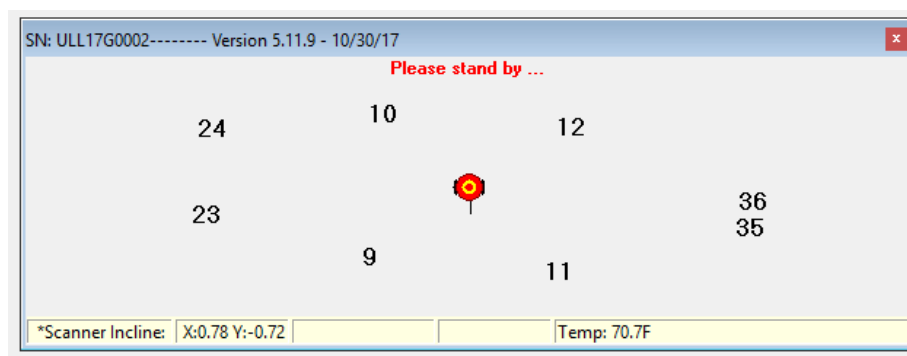 SN: ULL17G0002-------- Version 5.11.9 - 10/30/17
x
Please stand by ...
10
24
12
36
23
35
9
11
*Scanner Incline: X:0.78 Y:-0.72 Temp: 70.7F